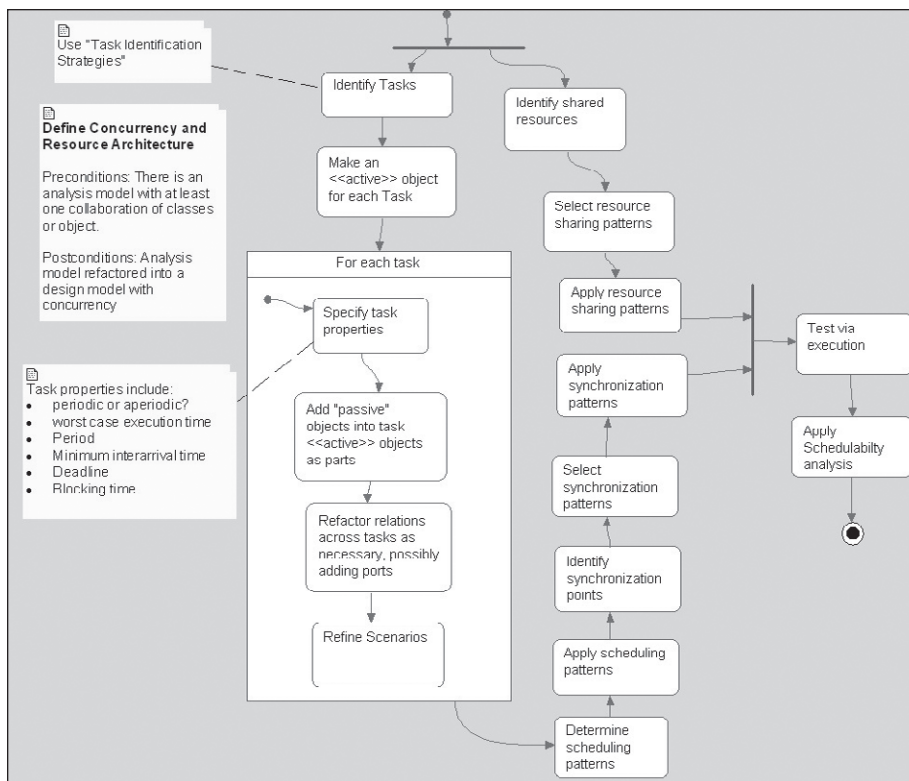 Use "Task Identification
Strategies"
Define Concurrency and
Resource Architecture
Preconditions: There is an
analysis model with at least
one collaboration of classes
or object.
Postconditions: Analysis
model refactored into a
design model with
concurrency
Task properties include:
• periodic or aperiodic?
• worst case execution time
• Period
• Minimum interarrival time
• Deadline
• Blocking time
Identify Tasks
Make an
<<active>> object
for each Task
For each task
Specify task
properties
Add "passive"
objects into task
<<active>> objects
as parts
Refactor relations
across tasks as
necessary, possibly
adding ports
Refine Scenarios
Identify shared
resources
Select resource
sharing patterns
Apply resource
sharing patterns
Apply
synchronization
patterns
Select
synchronization
patterns
Identify
synchronization
points
Apply scheduling
patterns
Determine
scheduling
patterns
Test via
execution
Apply
Schedulabilty
analysis